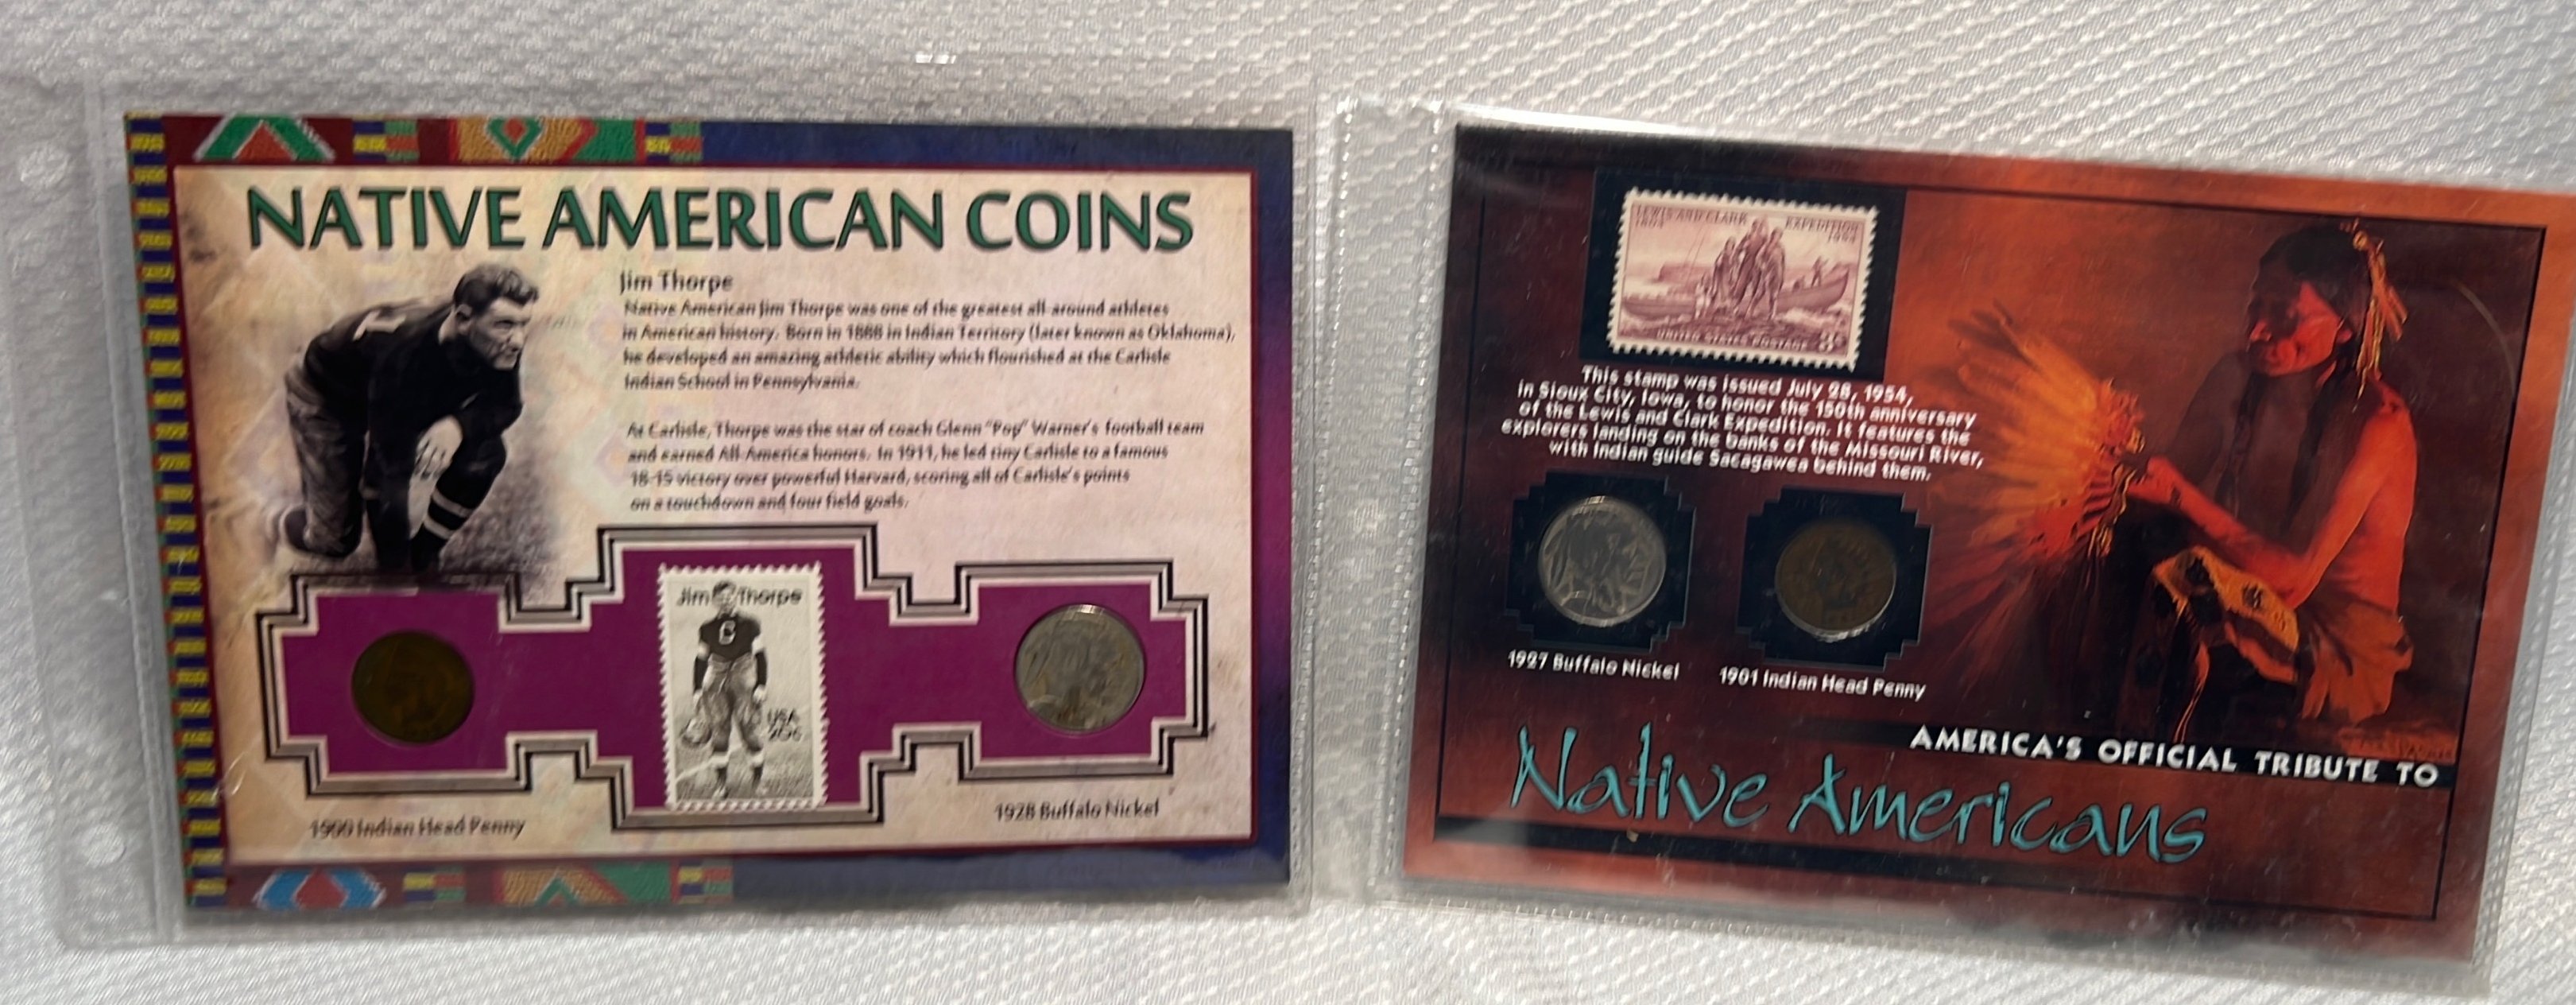 NATIVE AMERICAN COINS
Jim Thorpe
Native American Jim Thorpe was one of the greatest all-around athletes
in American history. Born in 1888 in Indian Territory (later known as Oklahoma),
he developed an amazing athletic ability which flourished at the Carlisle
Indian School in Pennsylvania.
At Carlisle, Thorpe was the star of coach Glenn "Pop" Warner's football team
and earned All-America honors. In 1911, he led tiny Carlisle to a famous
18-15 victory over powerful Harvard, scoring all of Carlisle's points
on a touchdown and four field goals.
Jim Thorpe
C
USA
20c
1900 Indian Head Penny
1928 Buffalo Nickel
LEWIS AND CLARK EXPEDITION
1804 1954
UNITED STATES POSTAGE 3¢
This stamp was issued July 28, 1954,
in Sioux City, Iowa, to honor the 150th anniversary
of the Lewis and Clark Expedition. It features the
explorers landing on the banks of the Missouri River,
with Indian guide Sacagawea behind them.
1927 Buffalo Nickel
1901 Indian Head Penny
AMERICA'S OFFICIAL TRIBUTE TO
Native Americans